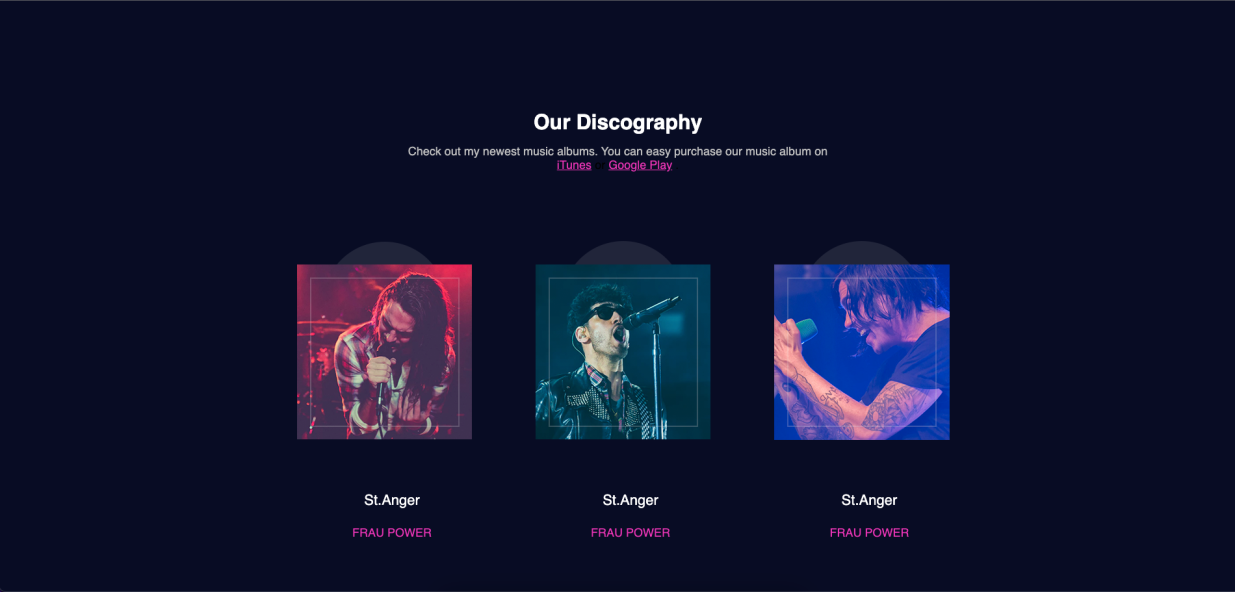 Our Discography
Check out my newest music albums. You can easy purchase our music album on
iTunes Google Play
St.Anger St.Anger St.Anger
FRAU POWER FRAU POWER FRAU POWER